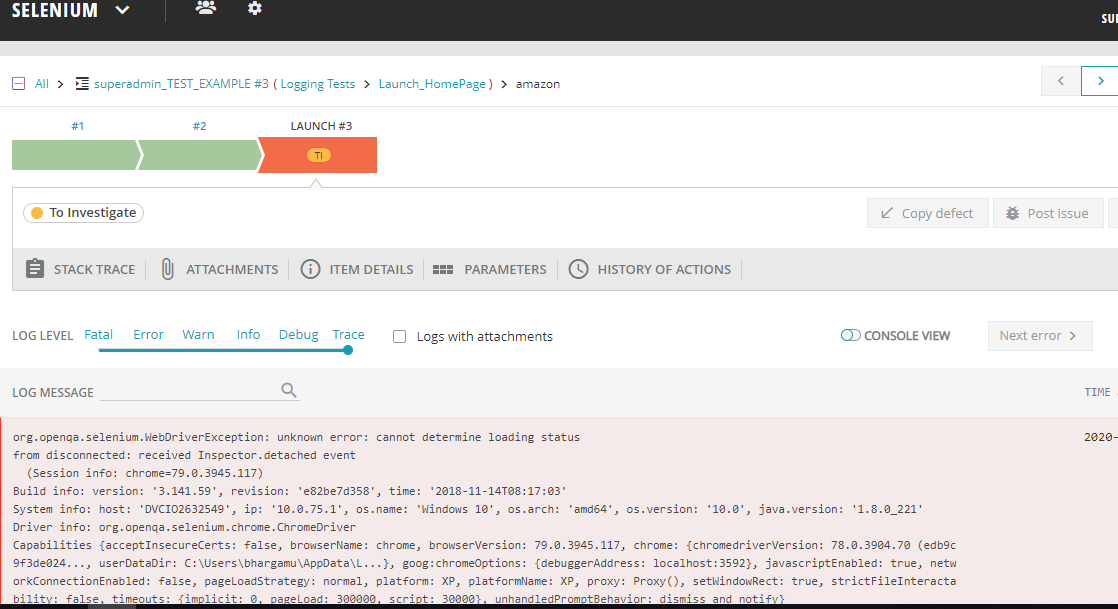 SELENIUM
SU
All > superadmin_TEST_EXAMPLE #3 ( Logging Tests > Launch_HomePage ) > amazon
< >
#1 #2 LAUNCH #3
TI
To Investigate
Copy defect Post issue
STACK TRACE ATTACHMENTS ITEM DETAILS PARAMETERS HISTORY OF ACTIONS
LOG LEVEL Fatal Error Warn Info Debug Trace Logs with attachments CONSOLE VIEW Next error >
LOG MESSAGE TIME
org.openqa.selenium.WebDriverException: unknown error: cannot determine loading status 2020-
from disconnected: received Inspector.detached event
(Session info: chrome=79.0.3945.117)
Build info: version: '3.141.59', revision: 'e82be7d358', time: '2018-11-14T08:17:03'
System info: host: 'DVCIO2632549', ip: '10.0.75.1', os.name: 'Windows 10', os.arch: 'amd64', os.version: '10.0', java.version: '1.8.0_221'
Driver info: org.openqa.selenium.chrome.ChromeDriver
Capabilities {acceptInsecureCerts: false, browserName: chrome, browserVersion: 79.0.3945.117, chrome: {chromedriverVersion: 78.0.3904.70 (edb9c
9f3de024..., userDataDir: C:\Users\bhargamu\AppData\L...}, goog:chromeOptions: {debuggerAddress: localhost:3592}, javascriptEnabled: true, netw
orkConnectionEnabled: false, pageLoadStrategy: normal, platform: XP, platformName: XP, proxy: Proxy(), setWindowRect: true, strictFileInteracta
bility: false, timeouts: {implicit: 0, pageLoad: 300000, script: 30000}, unhandledPromptBehavior: dismiss and notify}